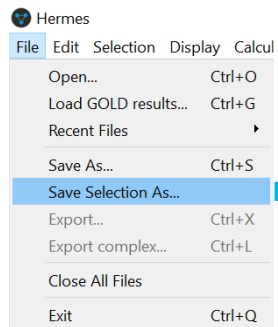 Hermes
File Edit Selection Display Calcul
Open... Ctrl+O
Load GOLD results... Ctrl+G
Recent Files
Save As... Ctrl+S
Save Selection As...
Export... Ctrl+X
Export complex... Ctrl+L
Close All Files
Exit Ctrl+Q